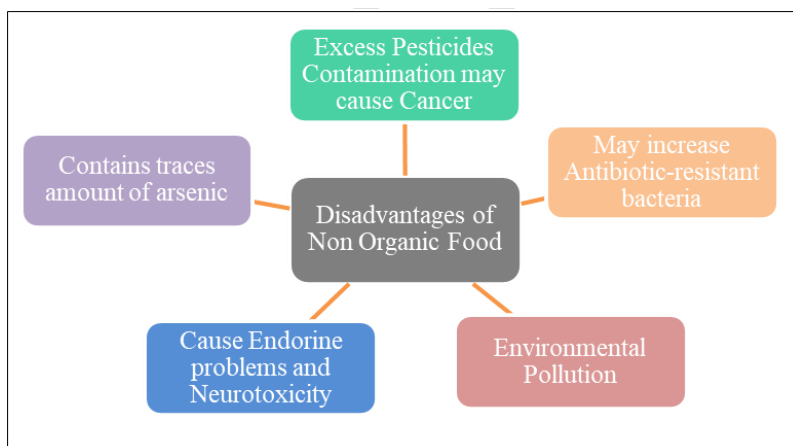 Excess Pesticides
Contamination may
cause Cancer
Contains traces
amount of arsenic
May increase
Antibiotic-resistant
bacteria
Disadvantages of
Non Organic Food
Cause Endorine
problems and
Neurotoxicity
Environmental
Pollution